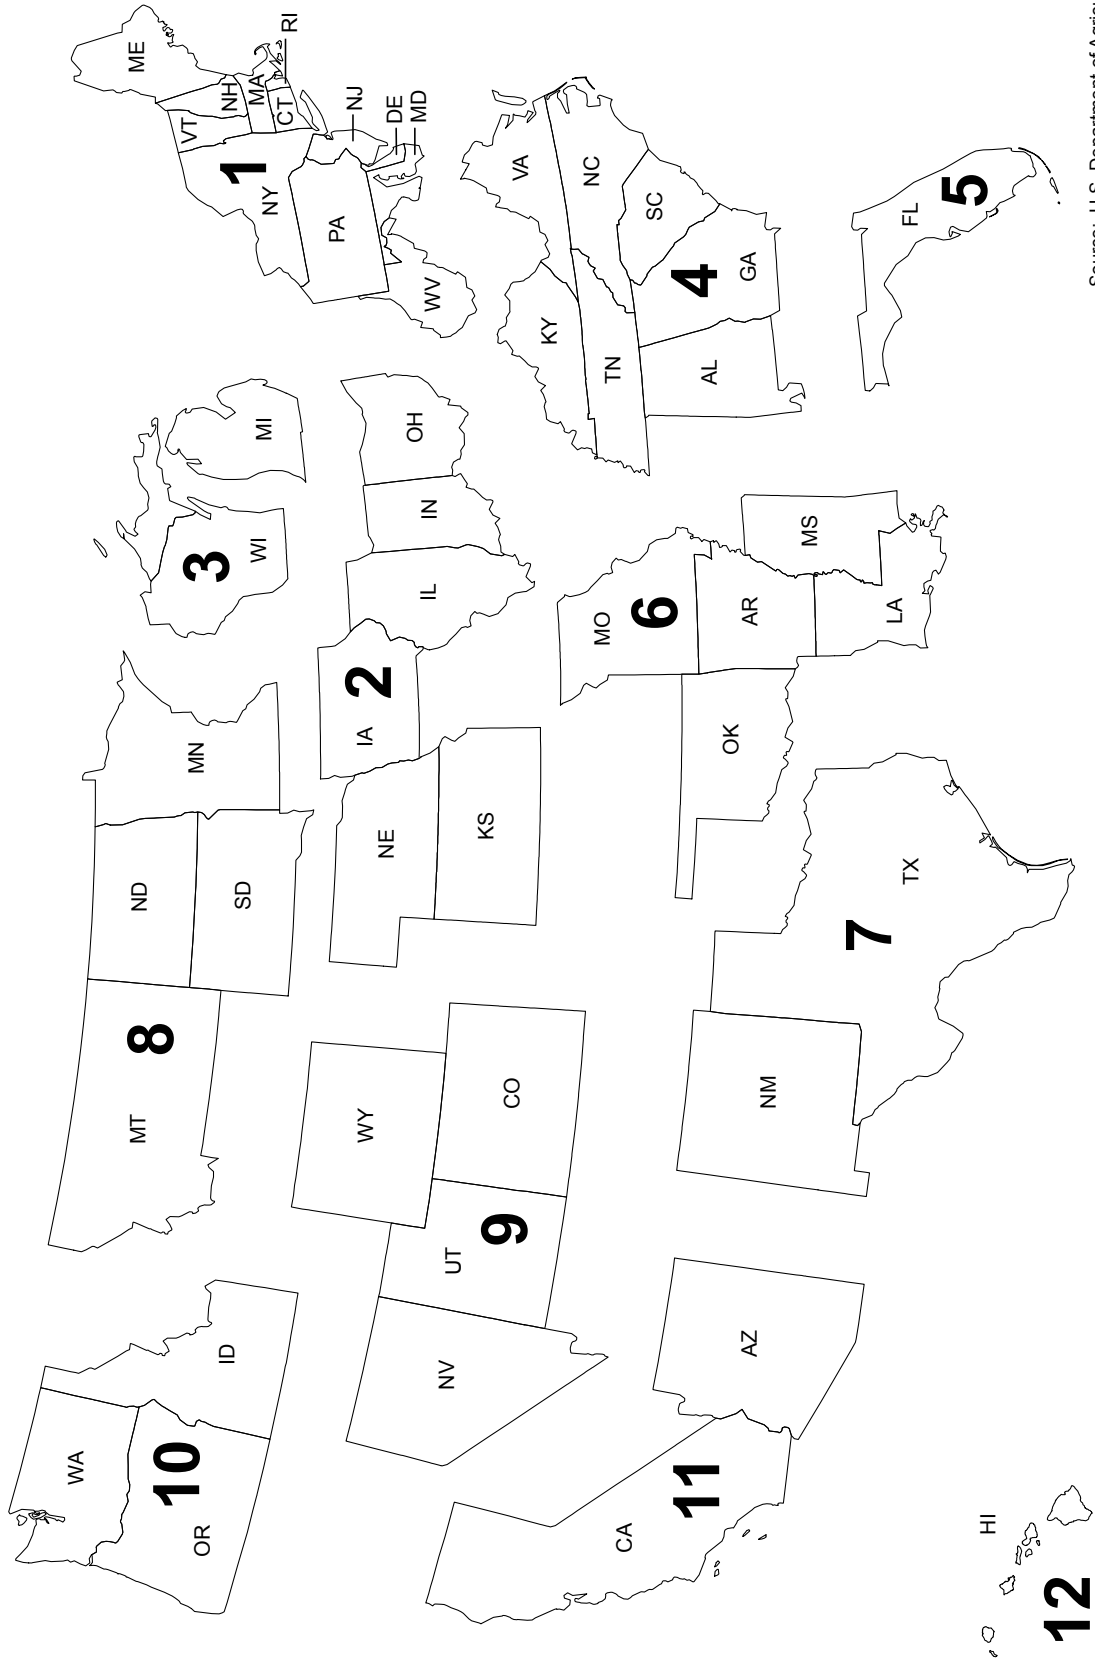 WA
OR
10
ID
MT
8
ND
SD
MN
3
WI
MI
ME
VT
NH
MA
CT
RI
NY
1
PA
NJ
DE
MD
WV
NV
UT
9
WY
CO
NE
KS
IA
2
IL
IN
OH
KY
VA
TN
NC
SC
4
AL
GA
CA
11
AZ
NM
TX
7
OK
MO
6
AR
LA
MS
FL
5
HI
12
Source: U.S. Department of